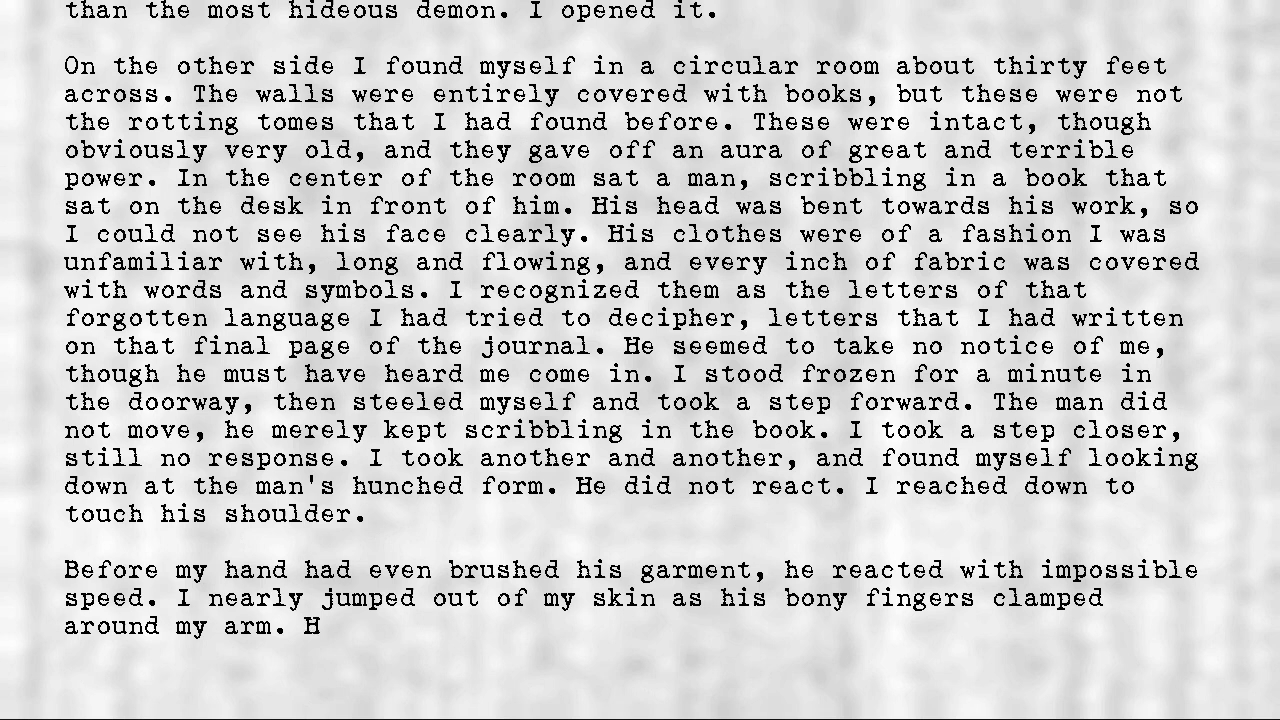 than the most hideous demon. I opened it.
On the other side I found myself in a circular room about thirty feet
across. The walls were entirely covered with books, but these were not
the rotting tomes that I had found before. These were intact, though
obviously very old, and they gave off an aura of great and terrible
power. In the center of the room sat a man, scribbling in a book that
sat on the desk in front of him. His head was bent towards his work, so
I could not see his face clearly. His clothes were of a fashion I was
unfamiliar with, long and flowing, and every inch of fabric was covered
with words and symbols. I recognized them as the letters of that
forgotten language I had tried to decipher, letters that I had written
on that final page of the journal. He seemed to take no notice of me,
though he must have heard me come in. I stood frozen for a minute in
the doorway, then steeled myself and took a step forward. The man did
not move, he merely kept scribbling in the book. I took a step closer,
still no response. I took another and another, and found myself looking
down at the man's hunched form. He did not react. I reached down to
touch his shoulder.
Before my hand had even brushed his garment, he reacted with impossible
speed. I nearly jumped out of my skin as his bony fingers clamped
around my arm. H